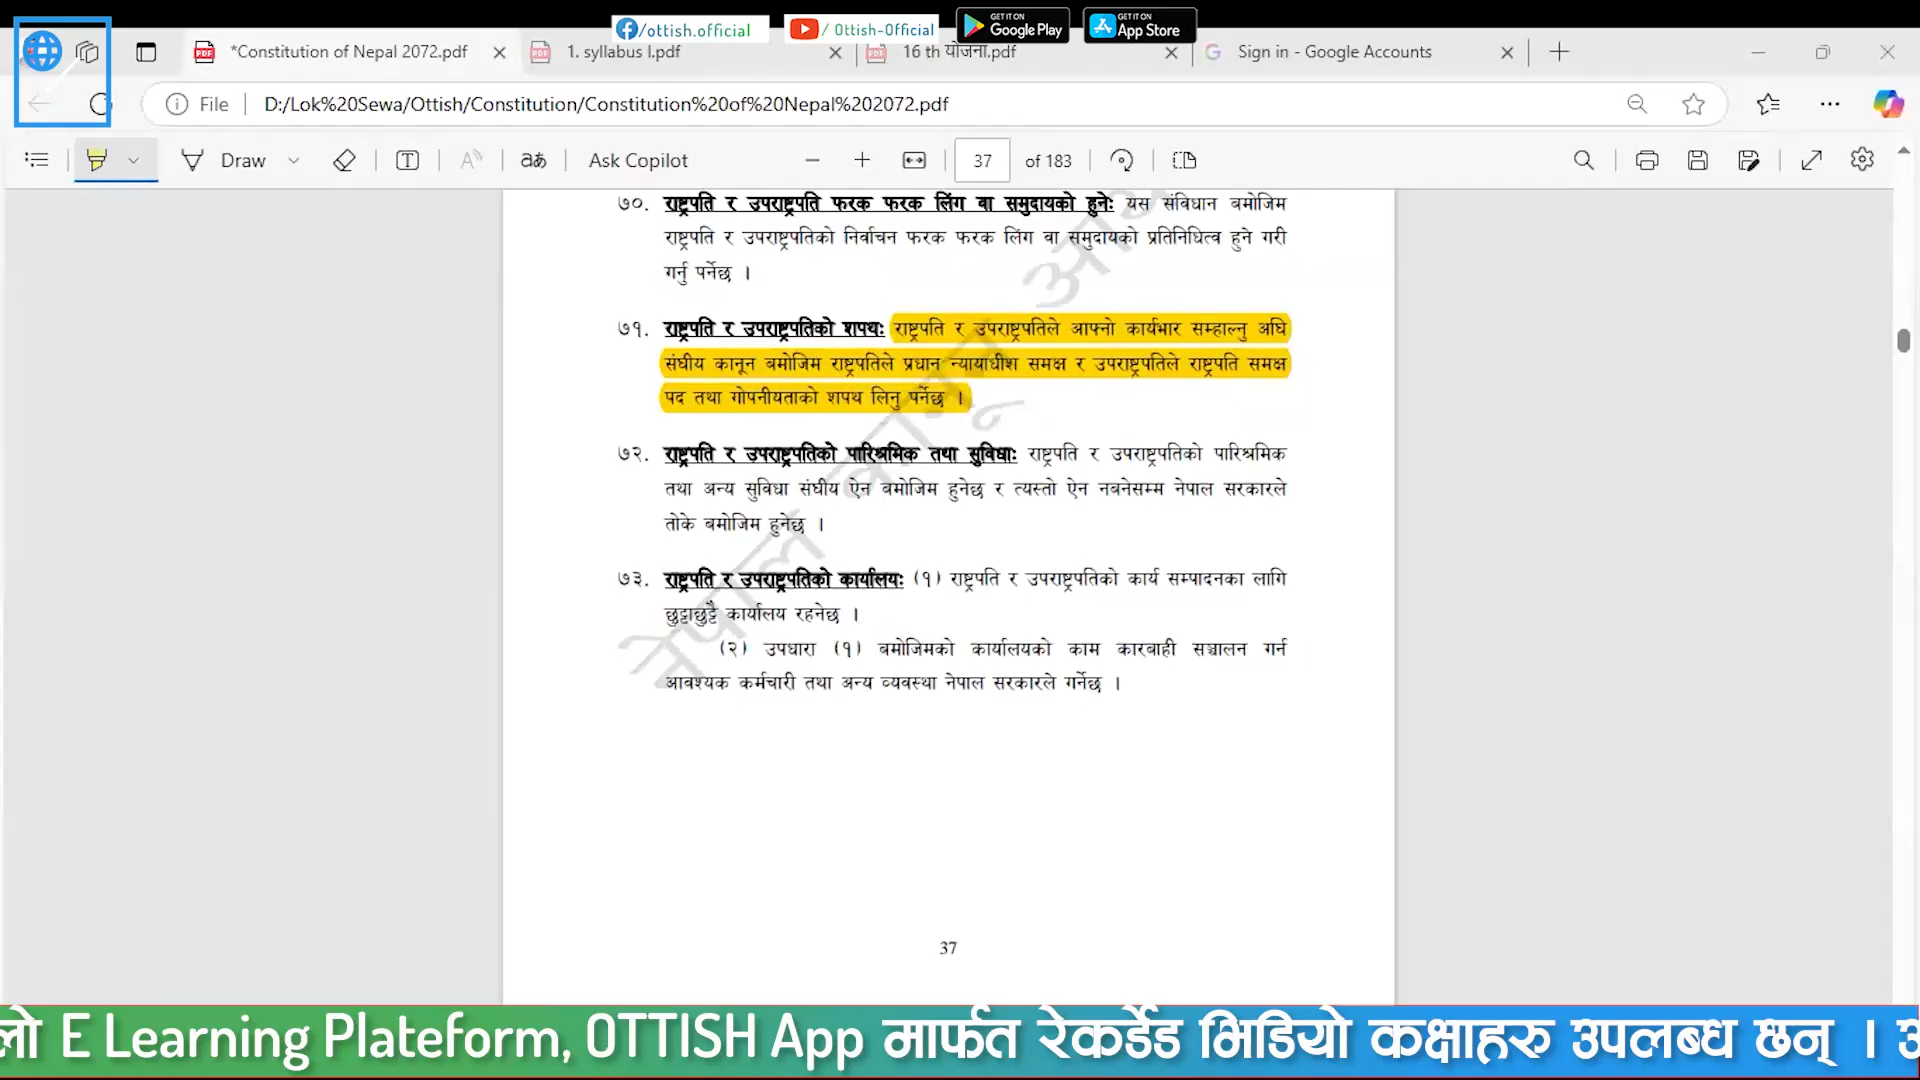 /ottish.official
/ Ottish-Official
GET IT ON
Google Play
GET IT ON
App Store
*Constitution of Nepal 2072.pdf
1. syllabus I.pdf
16 th योजना.pdf
Sign in - Google Accounts
File
D:/Lok%20Sewa/Ottish/Constitution/Constitution%20of%20Nepal%202072.pdf
Draw
aあ
Ask Copilot
37
of 183
७०. राष्ट्रपति र उपराष्ट्रपति फरक फरक लिंग वा समुदायको हुनेः यस संविधान बमोजिम
राष्ट्रपति र उपराष्ट्रपतिको निर्वाचन फरक फरक लिंग वा समुदायको प्रतिनिधित्व हुने गरी
गर्नु पर्नेछ ।
७१. राष्ट्रपति र उपराष्ट्रपतिको शपथः राष्ट्रपति र उपराष्ट्रपतिले आफ्नो कार्यभार सम्हाल्नु अघि
संघीय कानून बमोजिम राष्ट्रपतिले प्रधान न्यायाधीश समक्ष र उपराष्ट्रपतिले राष्ट्रपति समक्ष
पद तथा गोपनीयताको शपथ लिनु पर्नेछ ।
७२. राष्ट्रपति र उपराष्ट्रपतिको पारिश्रमिक तथा सुविधाः राष्ट्रपति र उपराष्ट्रपतिको पारिश्रमिक
तथा अन्य सुविधा संघीय ऐन बमोजिम हुनेछ र त्यस्तो ऐन नबनेसम्म नेपाल सरकारले
तोके बमोजिम हुनेछ ।
७३. राष्ट्रपति र उपराष्ट्रपतिको कार्यालयः (१) राष्ट्रपति र उपराष्ट्रपतिको कार्य सम्पादनका लागि
छुट्टाछुट्टै कार्यालय रहनेछ ।
(२) उपधारा (१) बमोजिमको कार्यालयको काम कारबाही सञ्चालन गर्न
आवश्यक कर्मचारी तथा अन्य व्यवस्था नेपाल सरकारले गर्नेछ ।
नेपाल कानून
37
लो E Learning Plateform, OTTISH App मार्फत रेकर्डेड भिडियो कक्षाहरु उपलब्ध छन् ।